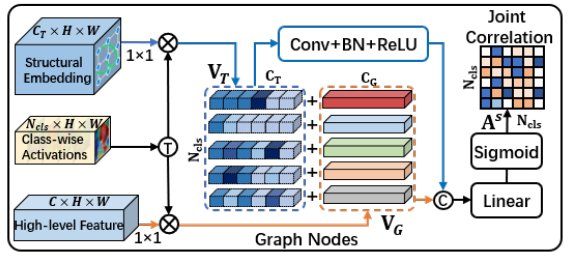 C_T × H × W
Structural
Embedding
1×1
N_cls × H × W
Class-wise
Activations
T
C × H × W
High-level Feature
1×1
V_T
C_T
N_cls
Conv+BN+ReLU
C_G
+
+
+
+
+
V_G
Graph Nodes
C
Linear
Sigmoid
A^s
N_cls
N_cls
Joint
Correlation